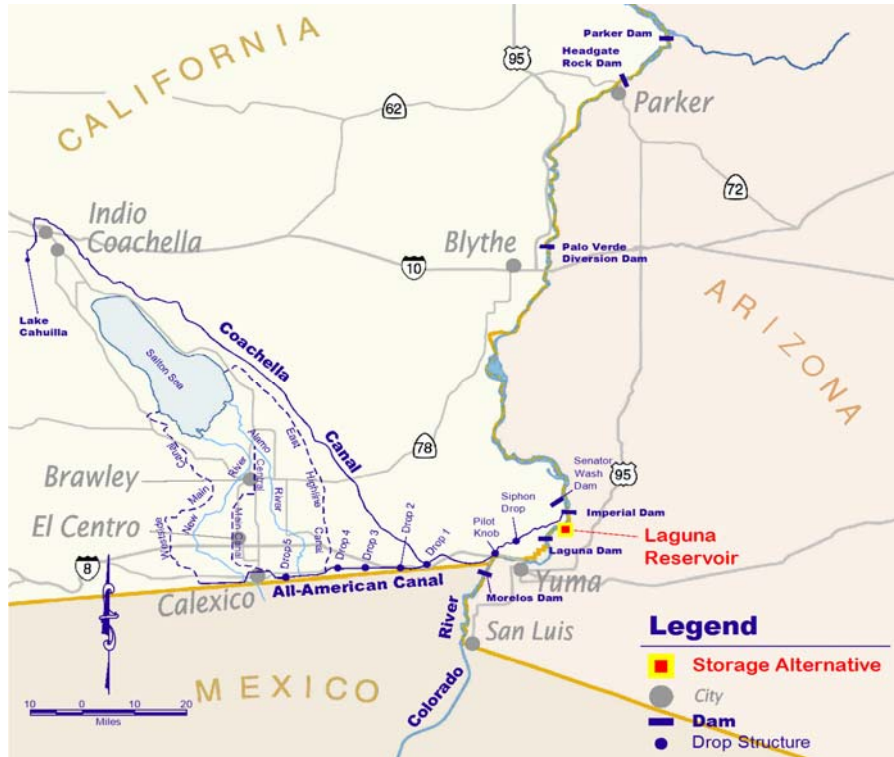 CALIFORNIA
Parker Dam
Headgate
Rock Dam
95
Parker
62
72
Indio
Coachella
Blythe
Palo Verde
Diversion Dam
10
ARIZONA
Lake
Cahuilla
Coachella
Canal
Salton Sea
78
95
East
Highline
Canal
Alamo
River
Central
Main Canal
New
River
Westside
Main
Canal
Brawley
El Centro
Senator
Wash
Dam
Siphon
Drop
Pilot
Knob
Imperial Dam
Laguna
Reservoir
Laguna Dam
Drop 1
Drop 2
Drop 3
Drop 4
Drop 5
8
Calexico
All-American Canal
Yuma
Morelos Dam
San Luis
Colorado
River
MEXICO
10 0 10 20
Miles
Legend
Storage Alternative
City
Dam
Drop Structure